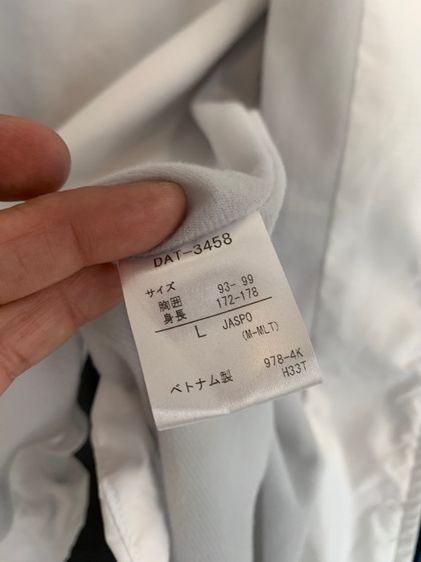 DAT-3458
サイズ
胸囲 93-99
身長 172-178
L JASPO
(M-MLT)
978-4K
ベトナム製 H33T